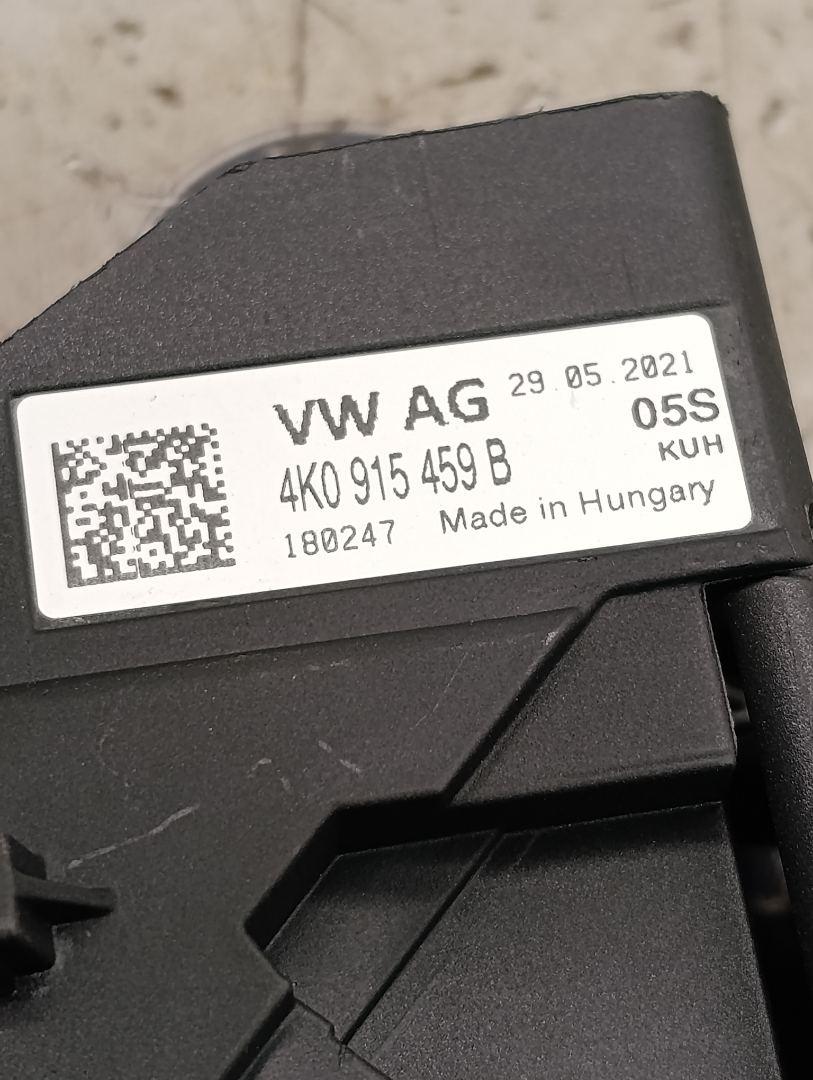 VW AG 29.05.2021
05S
4K0 915 459 B KUH
180247 Made in Hungary